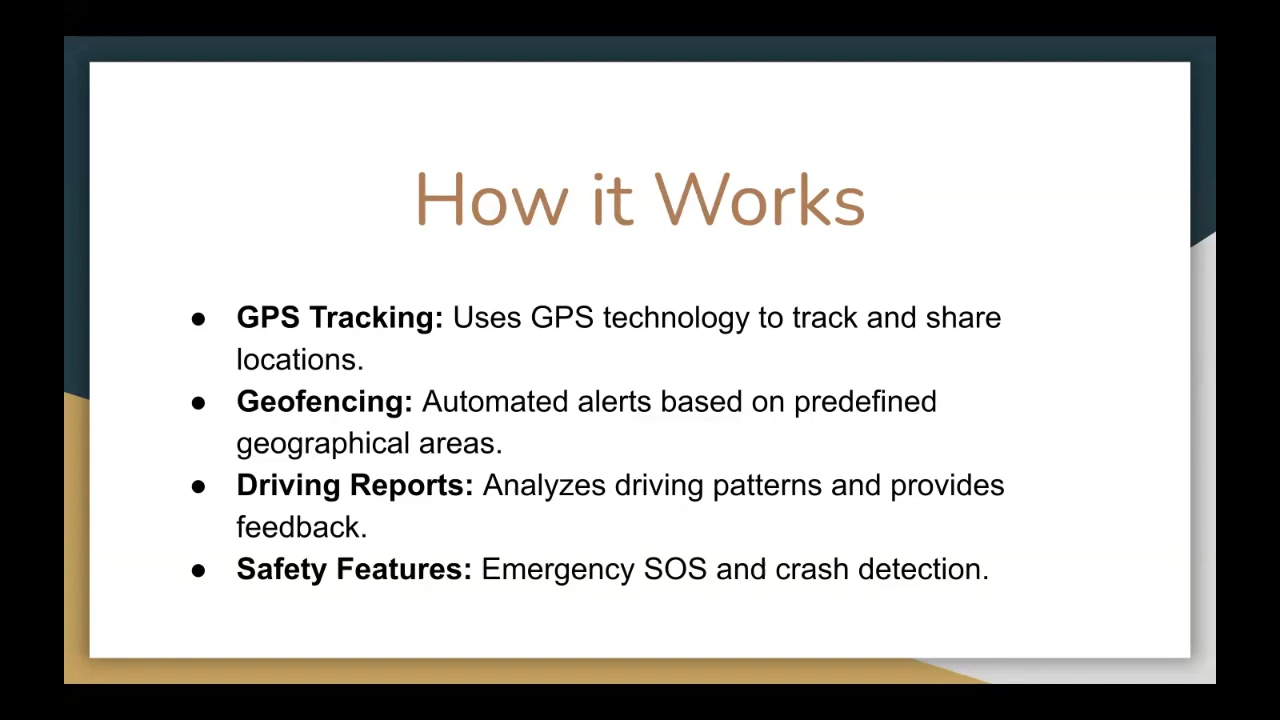 How it Works
● GPS Tracking: Uses GPS technology to track and share
locations.
● Geofencing: Automated alerts based on predefined
geographical areas.
● Driving Reports: Analyzes driving patterns and provides
feedback.
● Safety Features: Emergency SOS and crash detection.